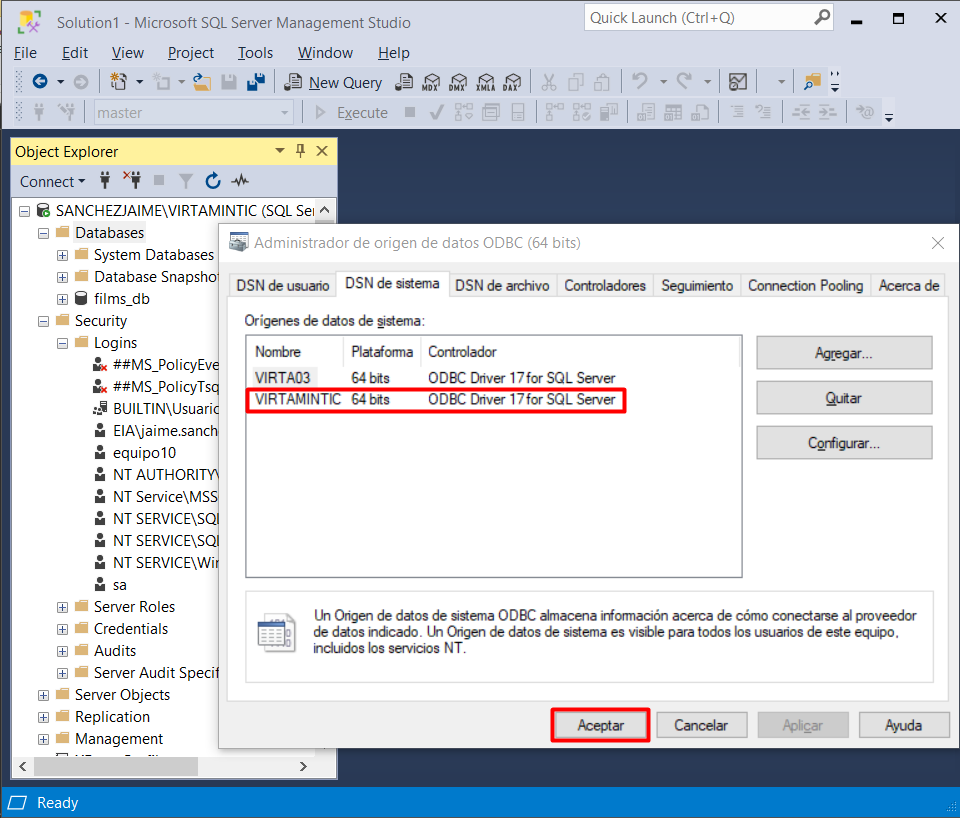 Solution1 - Microsoft SQL Server Management Studio
Quick Launch (Ctrl+Q)
File Edit View Project Tools Window Help
New Query MDX DMX XMLA DAX
master Execute
Object Explorer
Connect
SANCHEZJAIME\VIRTAMINTIC (SQL Se
Databases
System Databases
Database Snapsho
films_db
Security
Logins
##MS_PolicyEve
##MS_PolicyTsq
BUILTIN\Usuario
EIA\jaime.sanche
equipo10
NT AUTHORITY\
NT Service\MSS
NT SERVICE\SQL
NT SERVICE\SQL
NT SERVICE\Win
sa
Server Roles
Credentials
Audits
Server Audit Specif
Server Objects
Replication
Management
Administrador de origen de datos ODBC (64 bits)
DSN de usuario DSN de sistema DSN de archivo Controladores Seguimiento Connection Pooling Acerca de
Orígenes de datos de sistema:
Nombre Plataforma Controlador
VIRTA03 64 bits ODBC Driver 17 for SQL Server
VIRTAMINTIC 64 bits ODBC Driver 17 for SQL Server
Agregar...
Quitar
Configurar...
Un Origen de datos de sistema ODBC almacena información acerca de cómo conectarse al proveedor
de datos indicado. Un Origen de datos de sistema es visible para todos los usuarios de este equipo,
incluidos los servicios NT.
Aceptar Cancelar Aplicar Ayuda
Ready